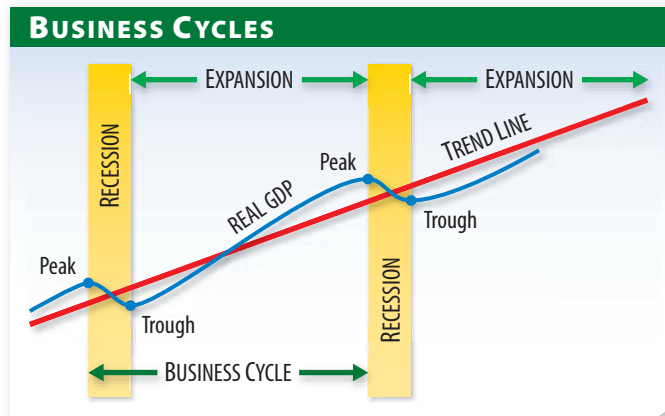 BUSINESS CYCLES
EXPANSION
EXPANSION
RECESSION
Peak
TREND LINE
REAL GDP
Trough
Peak
Trough
RECESSION
BUSINESS CYCLE